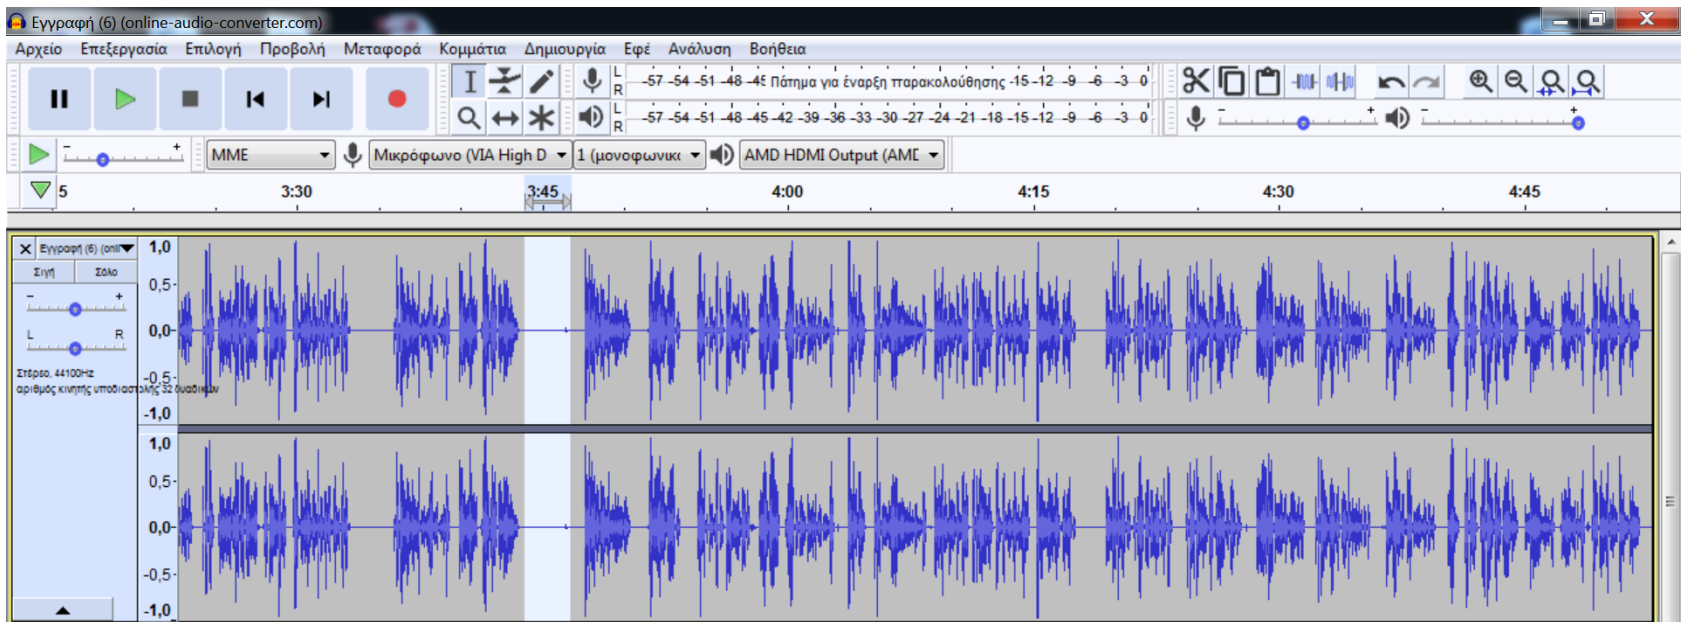 Εγγραφή (6) (online-audio-converter.com)
Αρχείο Επεξεργασία Επιλογή Προβολή Μεταφορά Κομμάτια Δημιουργία Εφέ Ανάλυση Βοήθεια
L R -57 -54 -51 -48 -45 Πάτημα για έναρξη παρακολούθησης -15 -12 -9 -6 -3 0
L R -57 -54 -51 -48 -45 -42 -39 -36 -33 -30 -27 -24 -21 -18 -15 -12 -9 -6 -3 0
- +
- +
- + MME Μικρόφωνο (VIA High D 1 (μονοφωνικο AMD HDMI Output (AMD
5 3:30 3:45 4:00 4:15 4:30 4:45
X Εγγραφή (6) (onli 1,0
Σιγή Σόλο
- + 0,5
L R 0,0
Στέρεο, 44100Hz -0,5
αριθμός κινητής υποδιαστολής 32 δυαδικών
-1,0
1,0
0,5
0,0
-0,5
-1,0